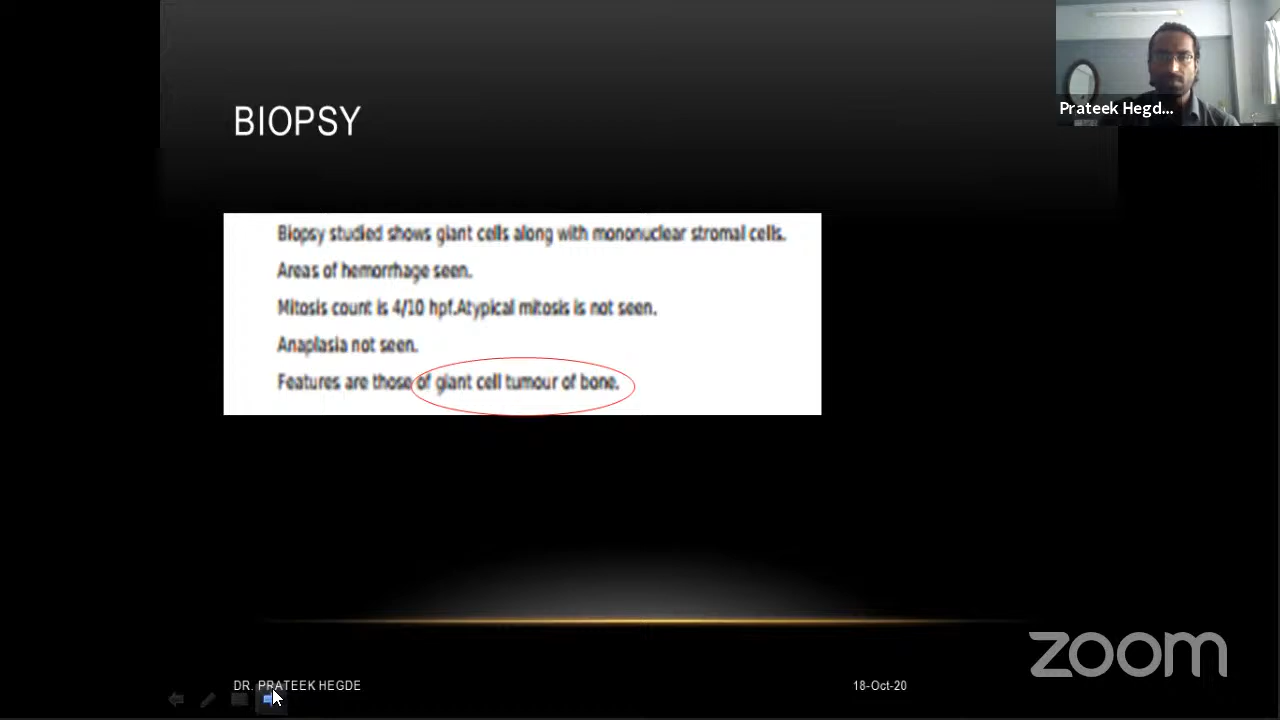 BIOPSY
Prateek Hegd...
Biopsy studied shows giant cells along with mononuclear stromal cells.
Areas of hemorrhage seen.
Mitosis count is 4/10 hpf.Atypical mitosis is not seen.
Anaplasia not seen.
Features are those of giant cell tumour of bone.
zoom
DR. PRATEEK HEGDE
18-Oct-20